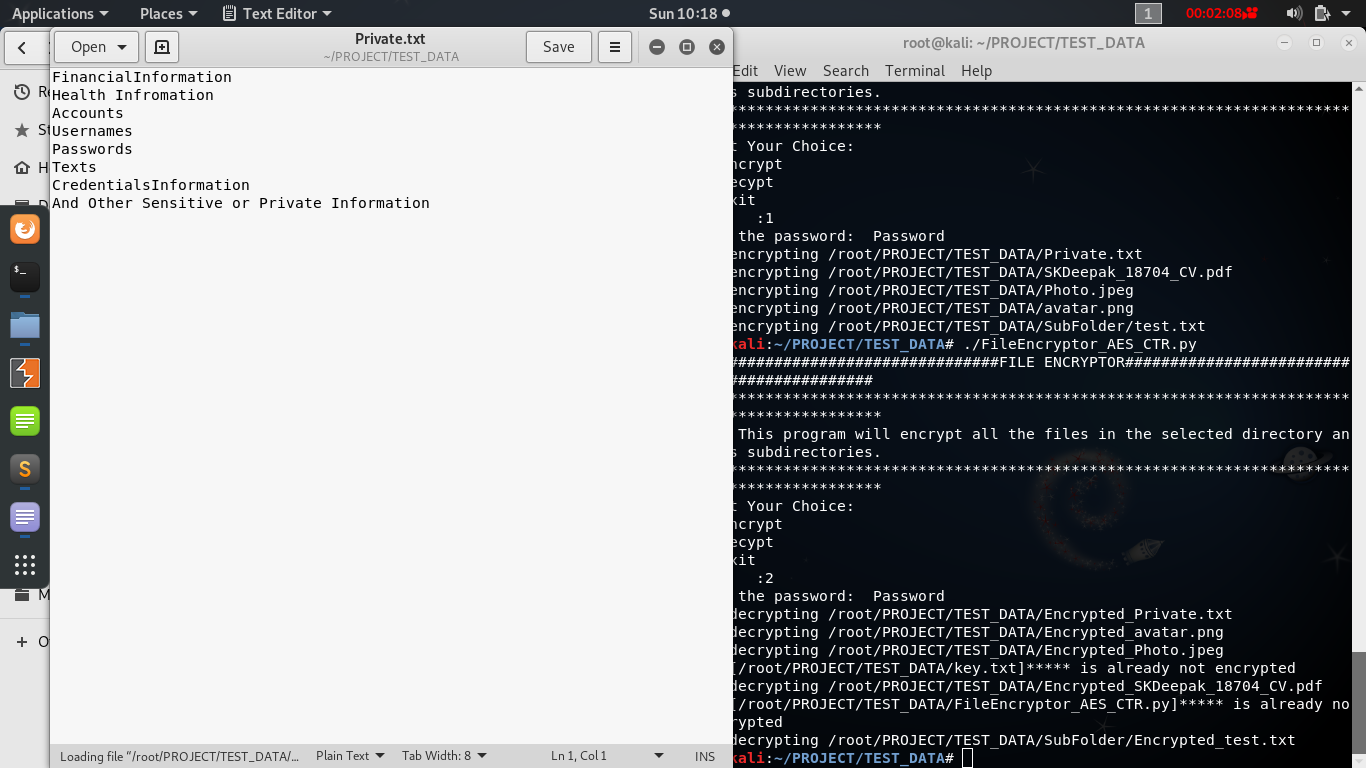 Applications Places Text Editor Sun 10:18 1 00:02:08
Open Private.txt Save
~/PROJECT/TEST_DATA
FinancialInformation
Health Infromation
Accounts
Usernames
Passwords
Texts
CredentialsInformation
And Other Sensitive or Private Information
Loading file “/root/PROJECT/TEST_DATA/… Plain Text Tab Width: 8 Ln 1, Col 1 INS
root@kali: ~/PROJECT/TEST_DATA
Edit View Search Terminal Help
s subdirectories.
*********************************************************************
*****************
t Your Choice:
ncrypt
ecypt
xit
:1
the password:  Password
encrypting /root/PROJECT/TEST_DATA/Private.txt
encrypting /root/PROJECT/TEST_DATA/SKDeepak_18704_CV.pdf
encrypting /root/PROJECT/TEST_DATA/Photo.jpeg
encrypting /root/PROJECT/TEST_DATA/avatar.png
encrypting /root/PROJECT/TEST_DATA/SubFolder/test.txt
kali:~/PROJECT/TEST_DATA# ./FileEncryptor_AES_CTR.py
##############################FILE ENCRYPTOR#########################
################
*********************************************************************
*****************
This program will encrypt all the files in the selected directory an
s subdirectories.
*********************************************************************
*****************
t Your Choice:
ncrypt
ecypt
xit
:2
the password:  Password
decrypting /root/PROJECT/TEST_DATA/Encrypted_Private.txt
decrypting /root/PROJECT/TEST_DATA/Encrypted_avatar.png
decrypting /root/PROJECT/TEST_DATA/Encrypted_Photo.jpeg
[/root/PROJECT/TEST_DATA/key.txt]***** is already not encrypted
decrypting /root/PROJECT/TEST_DATA/Encrypted_SKDeepak_18704_CV.pdf
[/root/PROJECT/TEST_DATA/FileEncryptor_AES_CTR.py]***** is already no
rypted
decrypting /root/PROJECT/TEST_DATA/SubFolder/Encrypted_test.txt
kali:~/PROJECT/TEST_DATA#